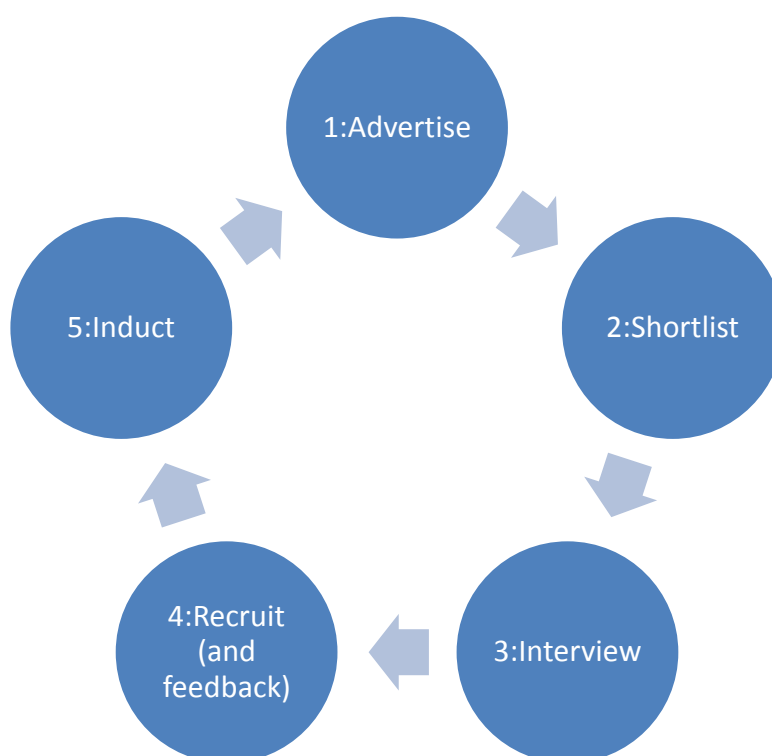 1:Advertise
2:Shortlist
3:Interview
4:Recruit
(and
feedback)
5:Induct